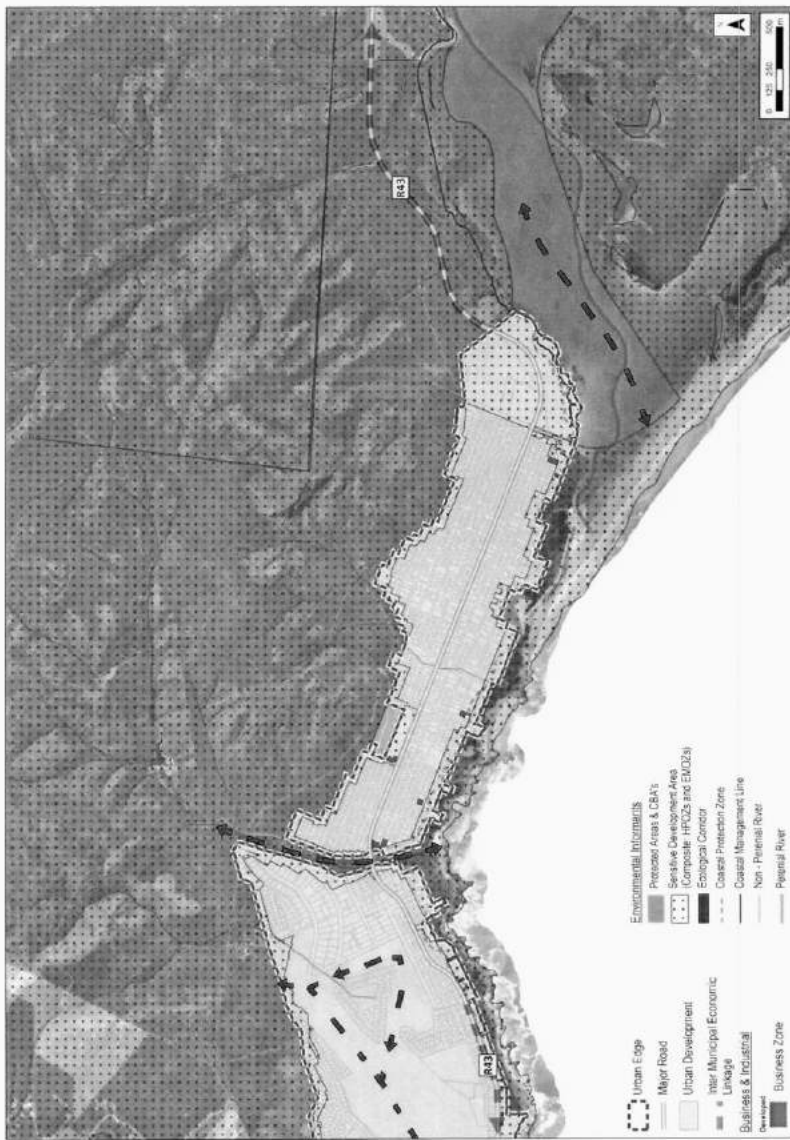 N
0 125 250 500
m
R43
R43
Urban Edge
Major Road
Urban Development
Inter Municipal Economic
Linkage
Business & Industrial
Developed
Business Zone
Environmental Informants
Protected Areas & CBA's
Sensitive Development Area
(Composite HPOZs and EMOZs)
Ecological Corridor
Coastal Protection Zone
Coastal Management Line
Non - Perenial River
Perenial River